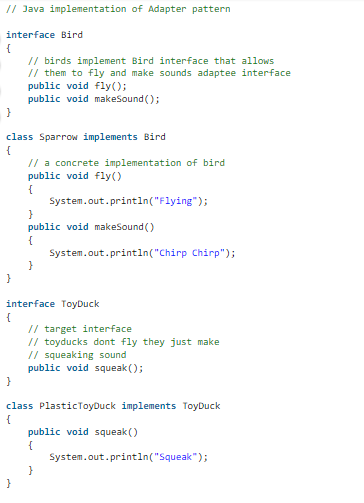 // Java implementation of Adapter pattern
interface Bird
{
// birds implement Bird interface that allows
// them to fly and make sounds adaptee interface
public void fly();
public void makeSound();
}
class Sparrow implements Bird
{
// a concrete implementation of bird
public void fly()
{
System.out.println("Flying");
}
public void makeSound()
{
System.out.println("Chirp Chirp");
}
}
interface ToyDuck
{
// target interface
// toyducks dont fly they just make
// squeaking sound
public void squeak();
}
class PlasticToyDuck implements ToyDuck
{
public void squeak()
{
System.out.println("Squeak");
}
}